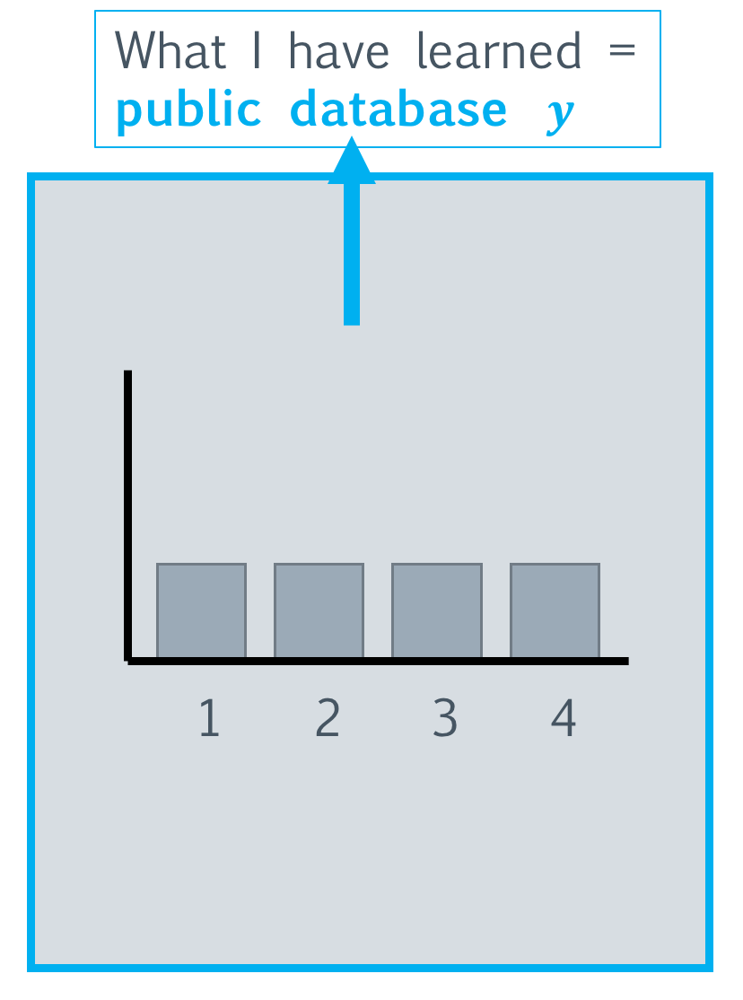 What I have learned =
public database y
1 2 3 4